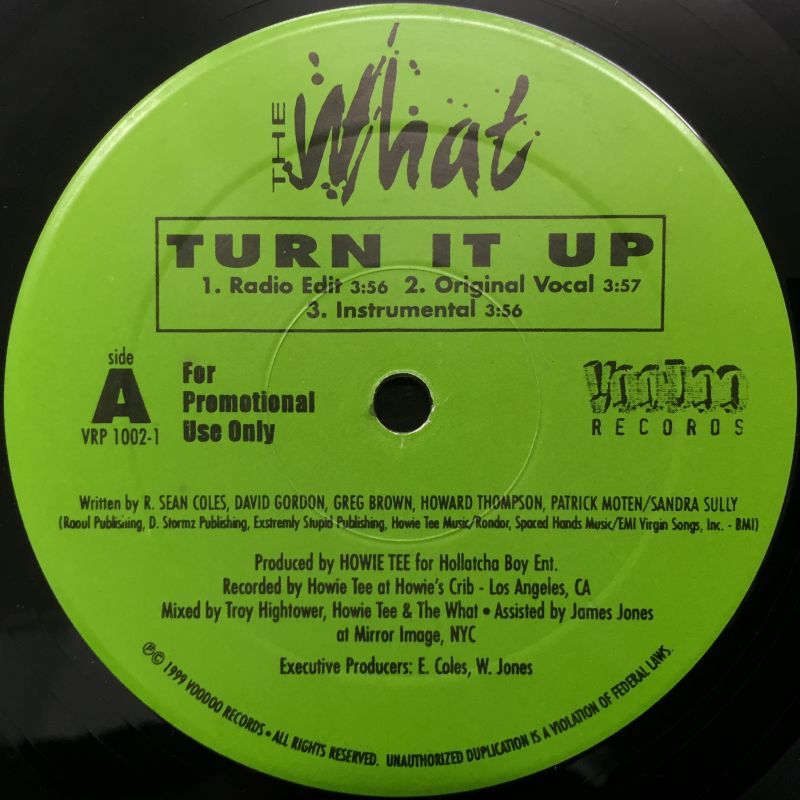 THE What
TURN IT UP
1. Radio Edit 3:56 2. Original Vocal 3:57
3. Instrumental 3:56
side
A
VRP 1002-1
For
Promotional
Use Only
VOODOO
RECORDS
Written by R. SEAN COLES, DAVID GORDON, GREG BROWN, HOWARD THOMPSON, PATRICK MOTEN/SANDRA SULLY
(Raoul Publishing, D. Stormz Publishing, Exstremly Stupid Publishing, Howie Tee Music/Rondor, Spaced Hands Music/EMI Virgin Songs, Inc. - BMI)
Produced by HOWIE TEE for Hollatcha Boy Ent.
Recorded by Howie Tee at Howie's Crib - Los Angeles, CA
Mixed by Troy Hightower, Howie Tee & The What • Assisted by James Jones
at Mirror Image, NYC
Executive Producers: E. Coles, W. Jones
℗© 1999 VOODOO RECORDS • ALL RIGHTS RESERVED. UNAUTHORIZED DUPLICATION IS A VIOLATION OF FEDERAL LAWS.